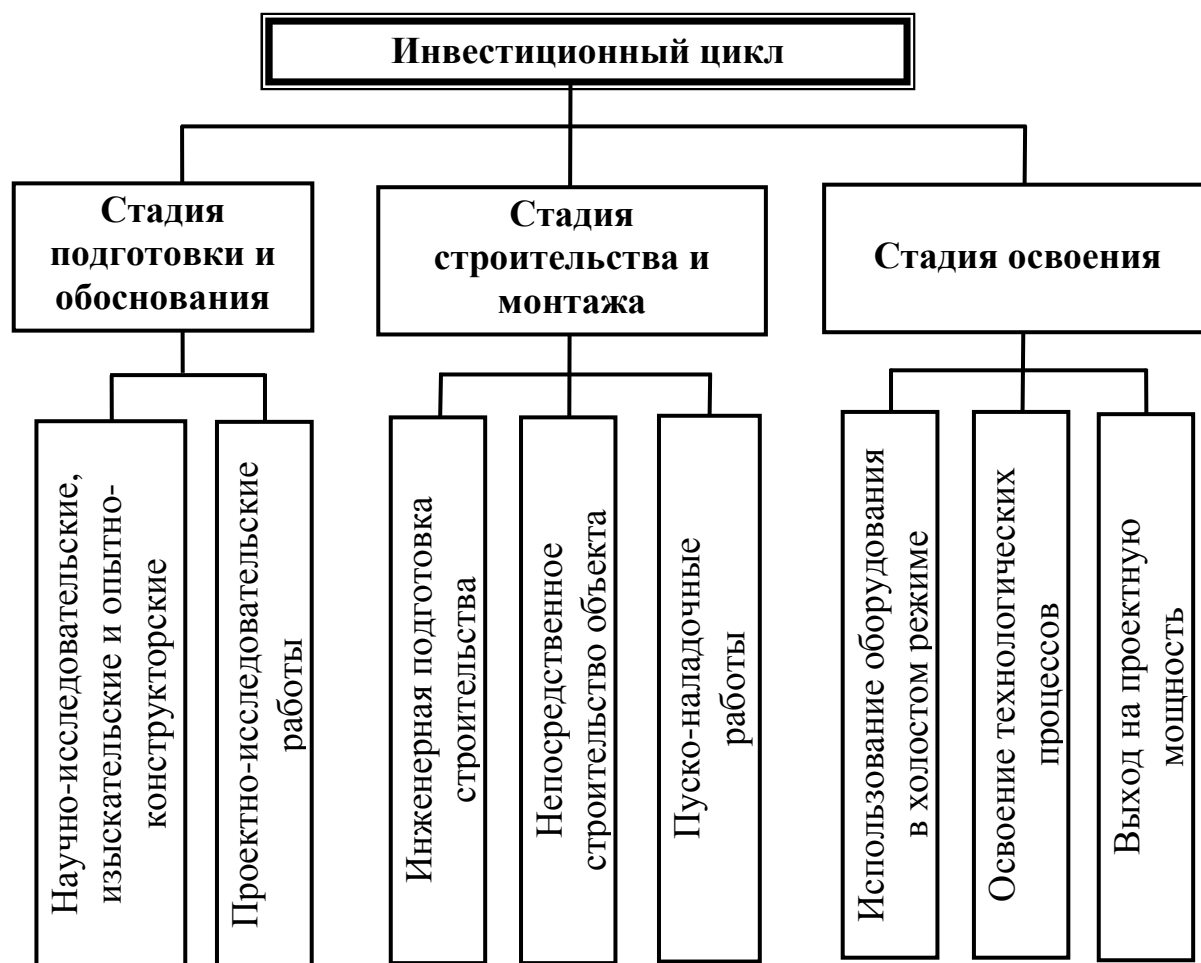 Инвестиционный цикл
Стадия
подготовки и
обоснования
Стадия
строительства и
монтажа
Стадия освоения
Научно-исследовательские,
изыскательские и опытно-
конструкторские
Проектно-исследовательские
работы
Инженерная подготовка
строительства
Непосредственное
строительство объекта
Пуско-наладочные
работы
Использование оборудования
в холостом режиме
Освоение технологических
процессов
Выход на проектную
мощность